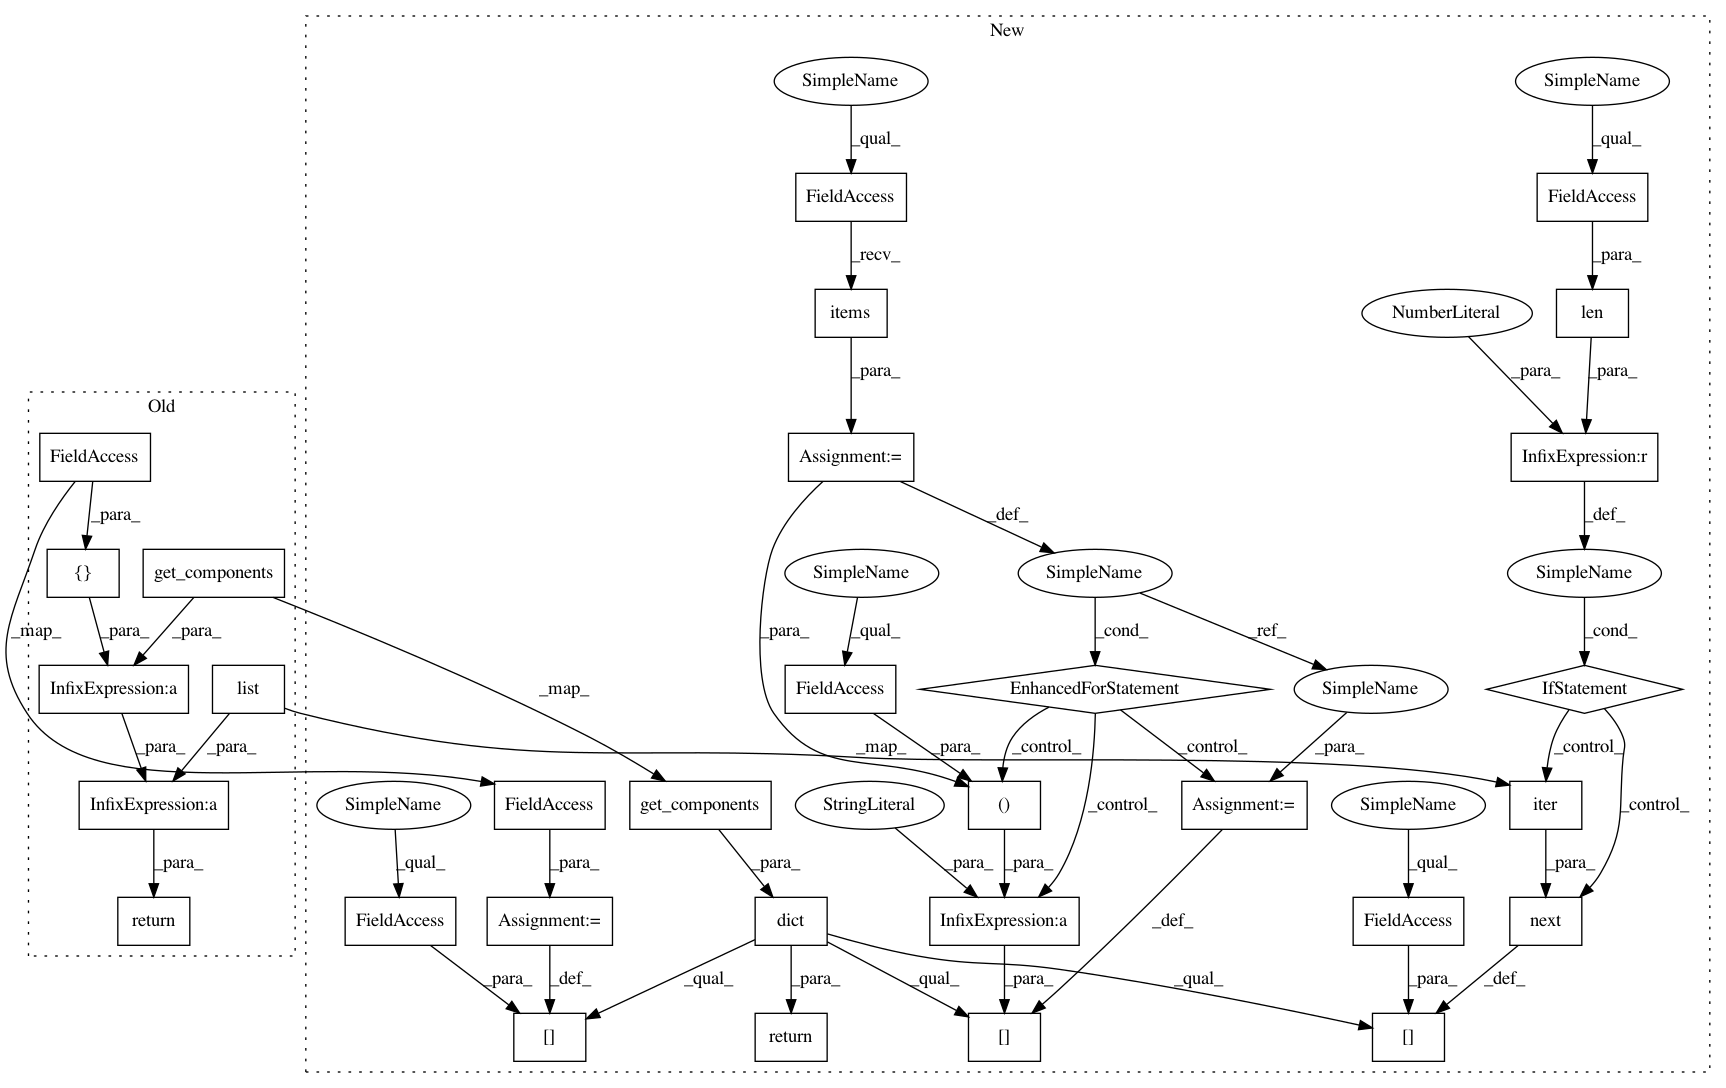 New
SimpleName
SimpleName
_qual_
_qual_
FieldAccess
FieldAccess
_recv_
_para_
items
NumberLiteral
len
_para_
_para_
_para_
Old
FieldAccess
Assignment:=
InfixExpression:r
_para_
_def_
_def_
{}
get_components
SimpleName
SimpleName
SimpleName
_map_
_para_
_para_
_para_
_qual_
_cond_
_ref_
_cond_
InfixExpression:a
list
_map_
FieldAccess
EnhancedForStatement
SimpleName
IfStatement
_para_
_para_
_map_
_para_
_control_
_control_
_para_
_control_
InfixExpression:a
SimpleName
FieldAccess
get_components
StringLiteral
()
_control_
Assignment:=
SimpleName
iter
_control_
_para_
_qual_
_para_
_para_
_para_
_para_
_qual_
_para_
return
FieldAccess
Assignment:=
dict
InfixExpression:a
_def_
FieldAccess
next
_para_
_def_
_qual_
_para_
_qual_
_para_
_qual_
_para_
_def_
[]
return
[]
[]